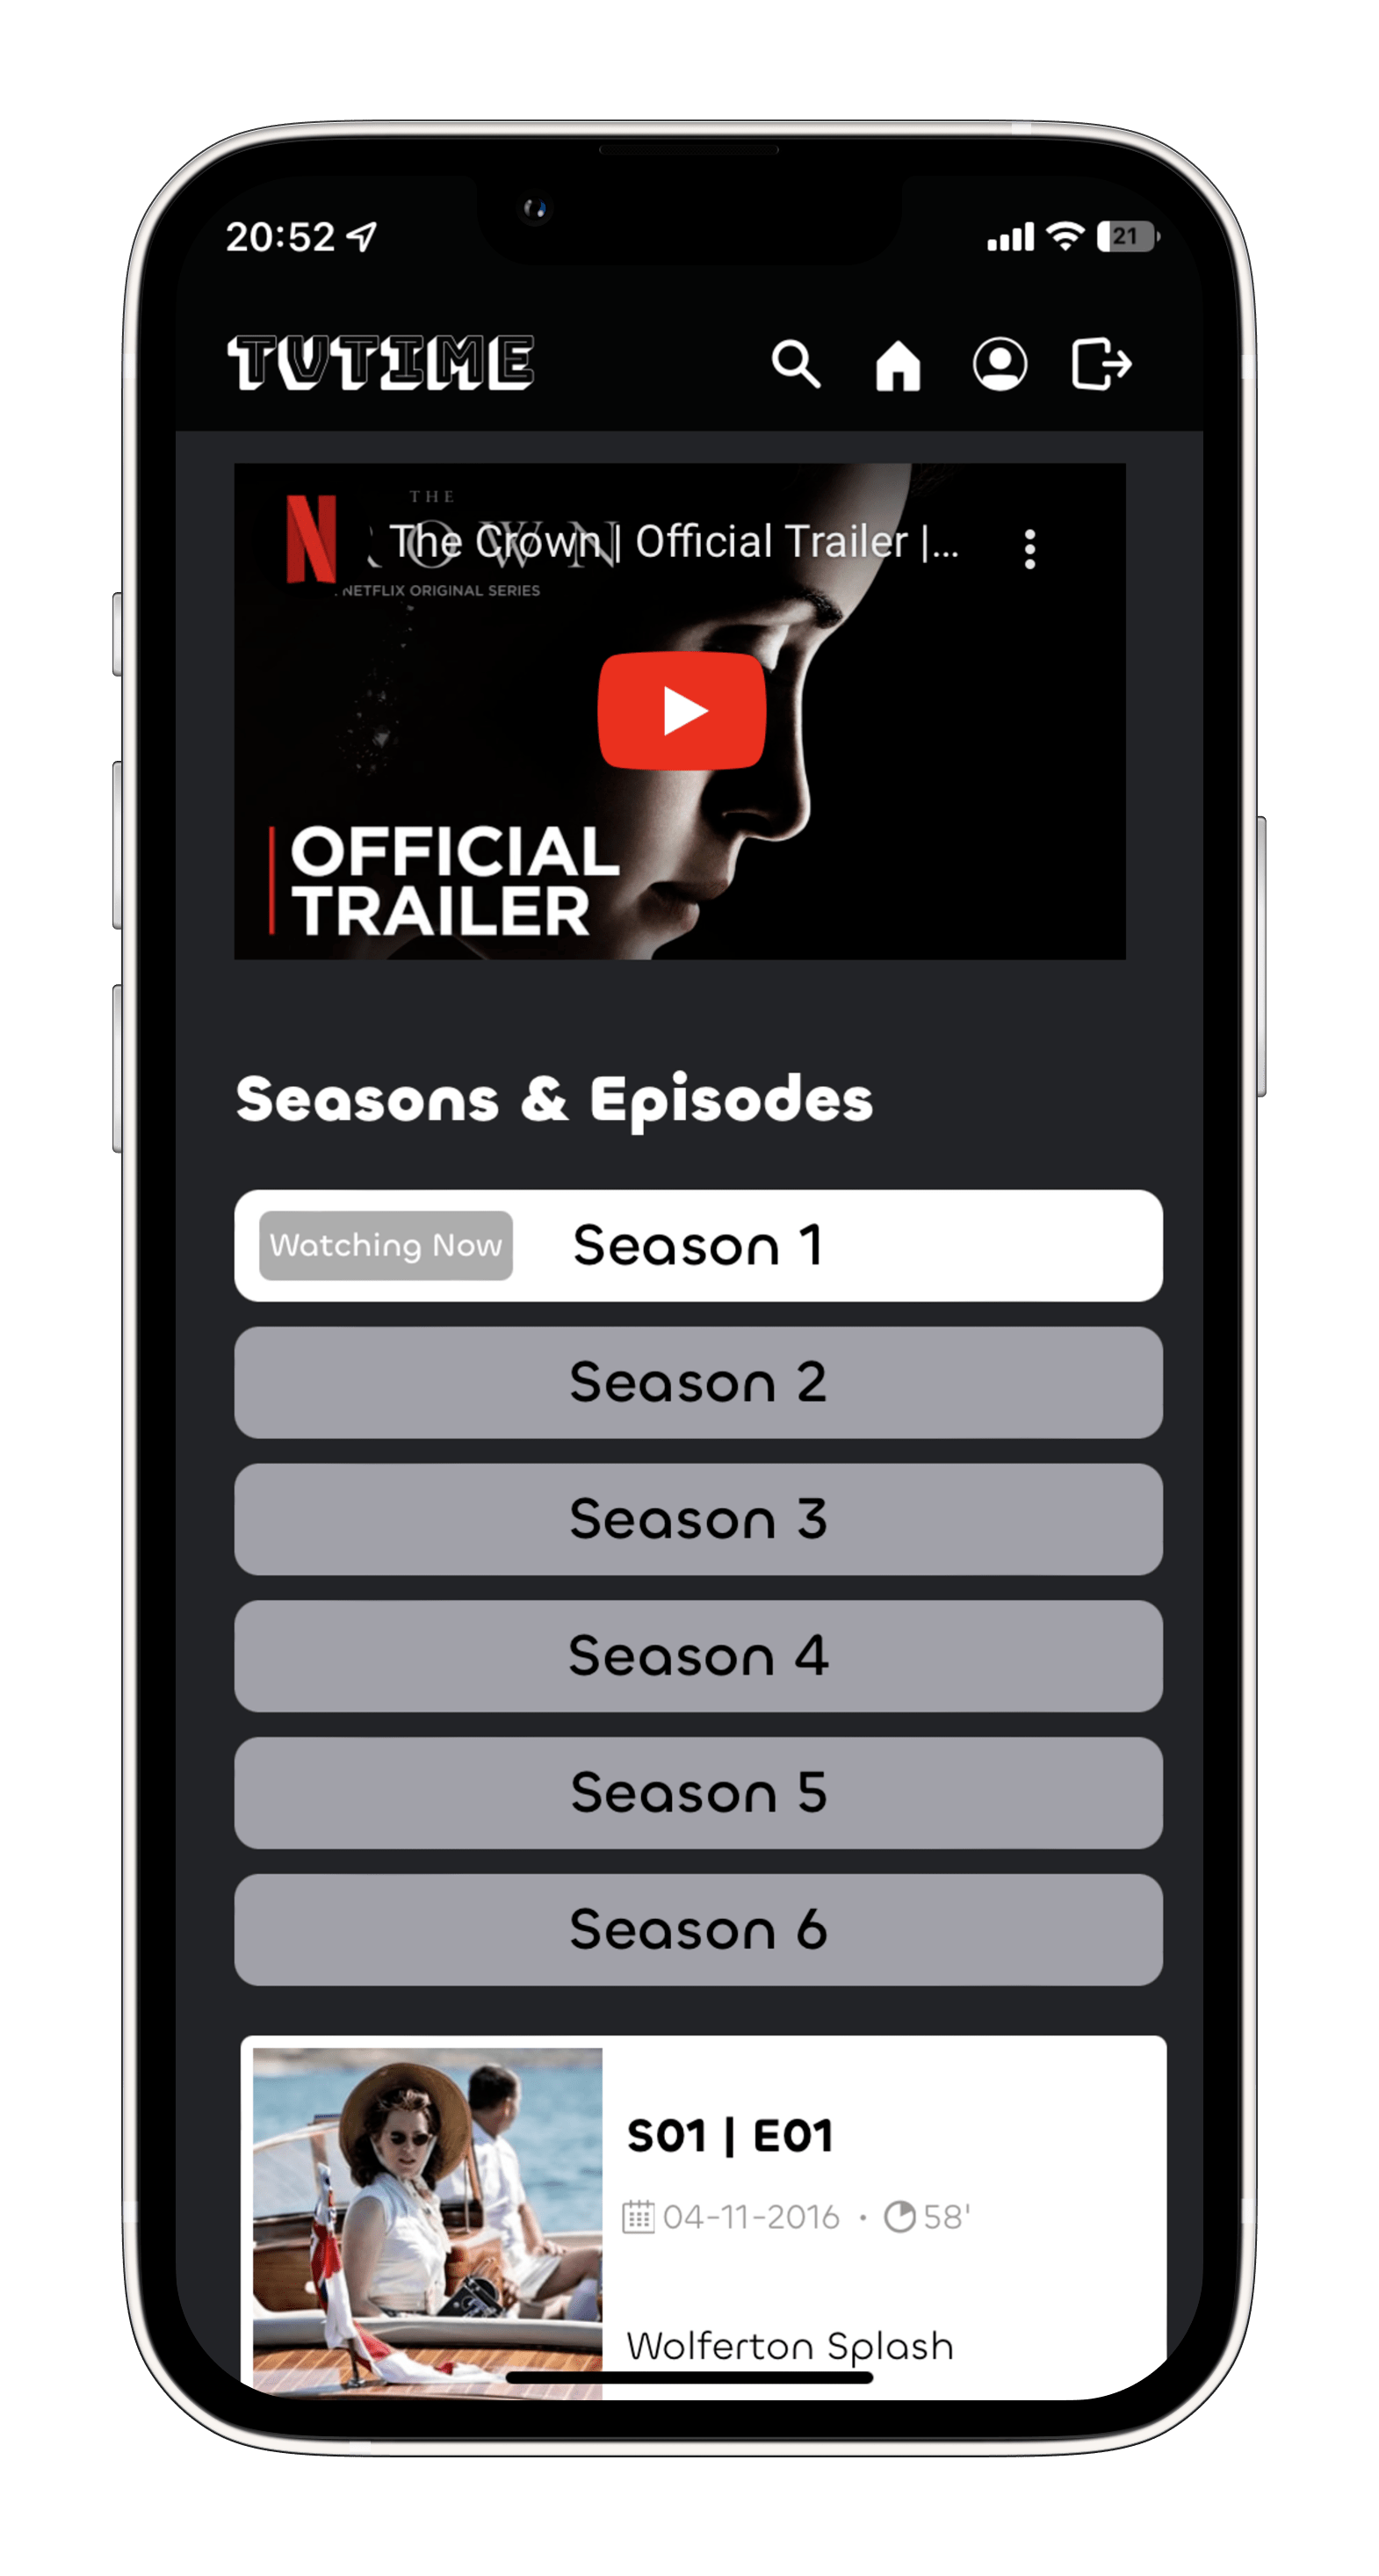 20:52
21
TVTIME
THE
CROWN
The Crown | Official Trailer |...
NETFLIX ORIGINAL SERIES
OFFICIAL
TRAILER
Seasons & Episodes
Watching Now Season 1
Season 2
Season 3
Season 4
Season 5
Season 6
S01 | E01
04-11-2016 • 58'
Wolferton Splash